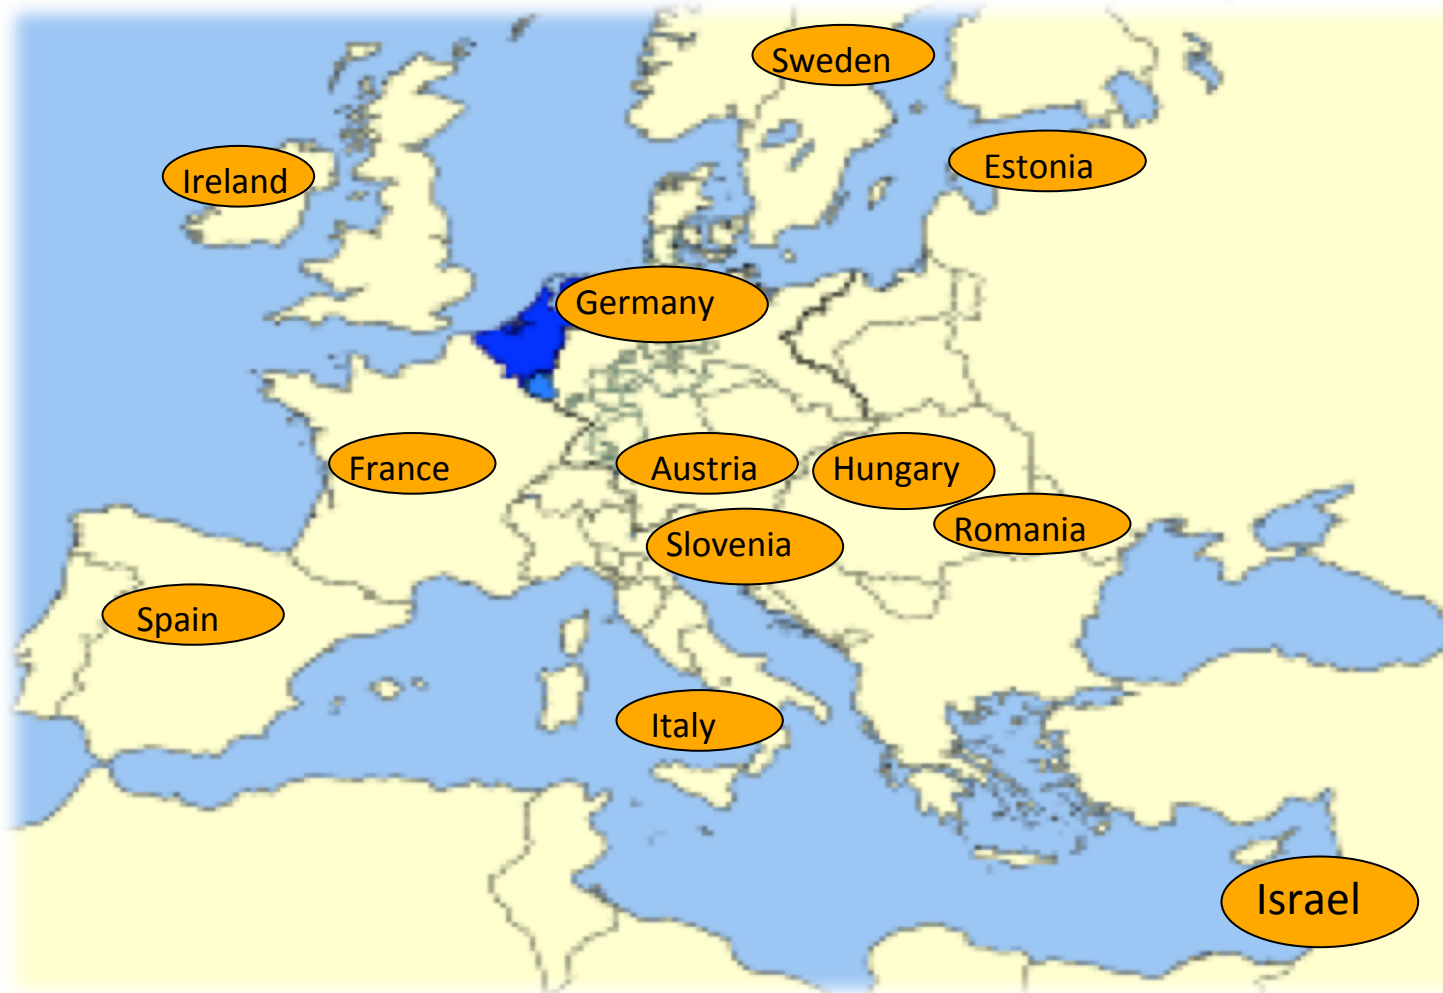 Sweden
Estonia
Ireland
Germany
France
Austria
Hungary
Romania
Slovenia
Spain
Italy
Israel